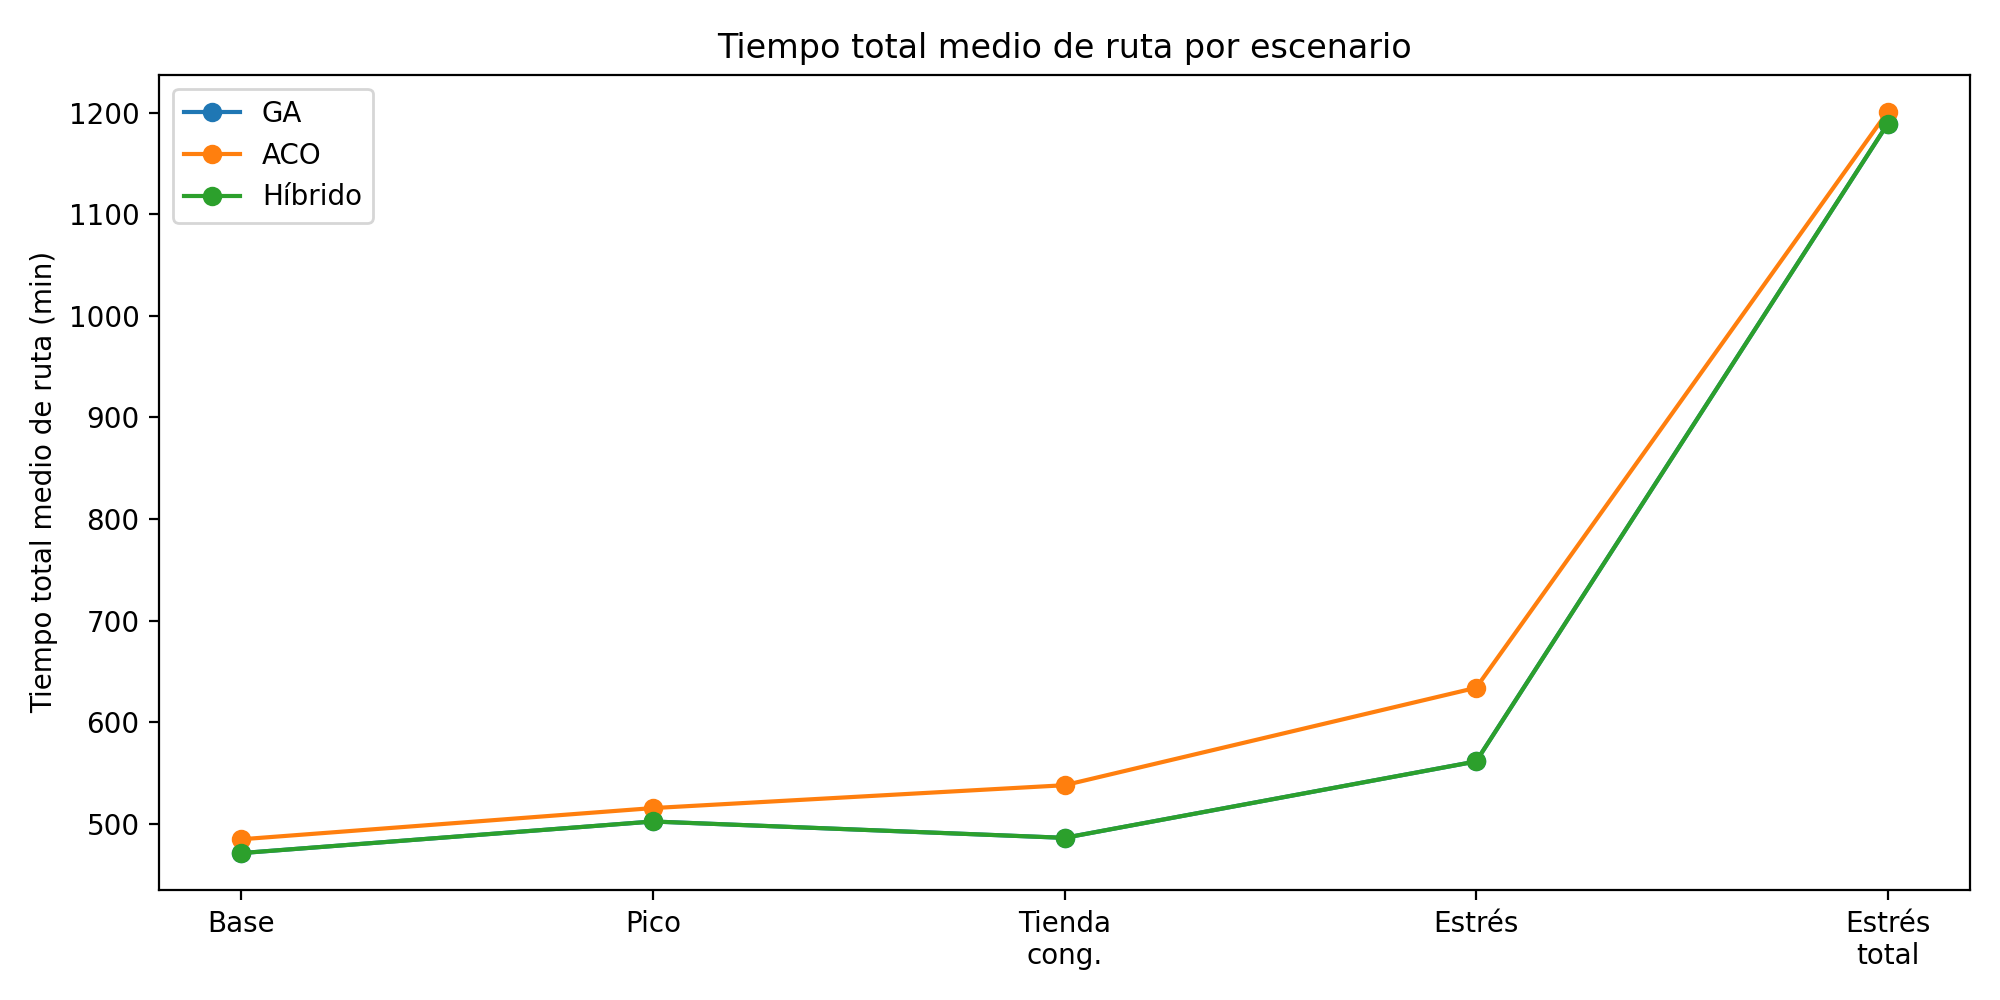 Tiempo total medio de ruta por escenario
GA
ACO
Híbrido
Tiempo total medio de ruta (min)
1200
1100
1000
900
800
700
600
500
Base
Pico
Tienda
cong.
Estrés
Estrés
total